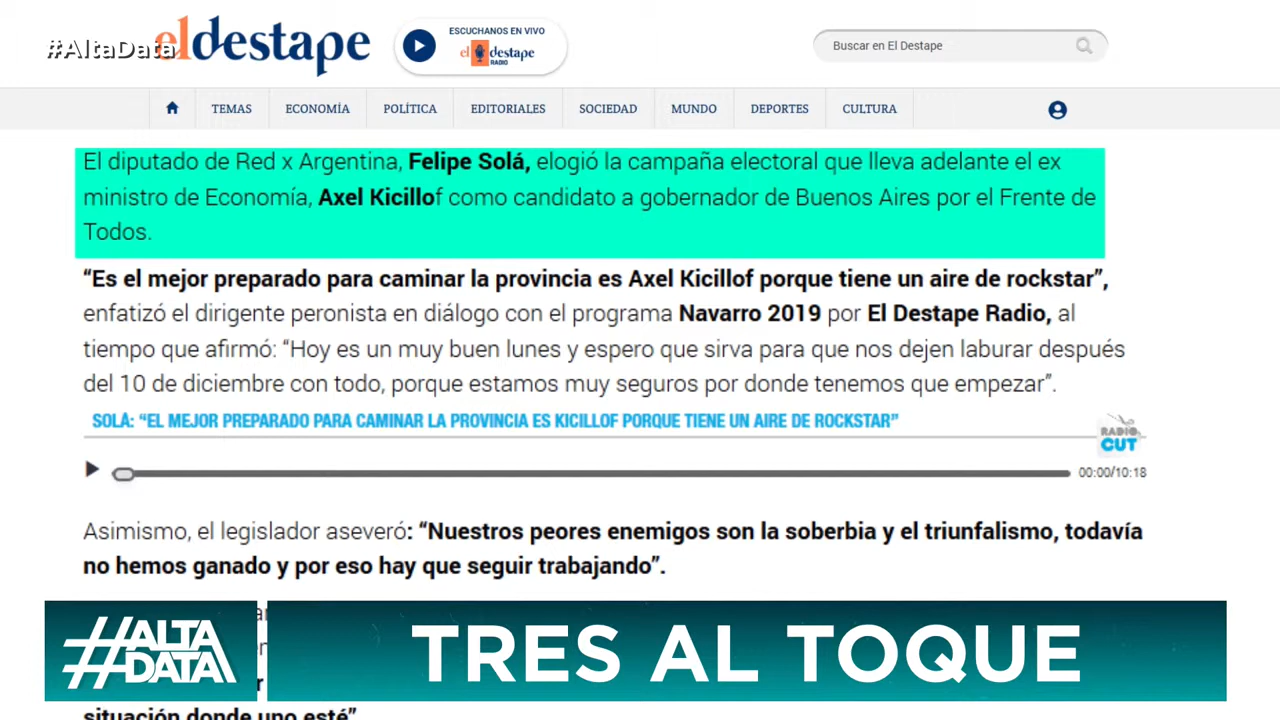 #AltaData
el destape
ESCUCHANOS EN VIVO
el destape
RADIO
Buscar en El Destape
TEMAS ECONOMÍA POLÍTICA EDITORIALES SOCIEDAD MUNDO DEPORTES CULTURA
El diputado de Red x Argentina, Felipe Solá, elogió la campaña electoral que lleva adelante el ex
ministro de Economía, Axel Kicillof como candidato a gobernador de Buenos Aires por el Frente de
Todos.
“Es el mejor preparado para caminar la provincia es Axel Kicillof porque tiene un aire de rockstar”,
enfatizó el dirigente peronista en diálogo con el programa Navarro 2019 por El Destape Radio, al
tiempo que afirmó: “Hoy es un muy buen lunes y espero que sirva para que nos dejen laburar después
del 10 de diciembre con todo, porque estamos muy seguros por donde tenemos que empezar”.
SOLÁ: “EL MEJOR PREPARADO PARA CAMINAR LA PROVINCIA ES KICILLOF PORQUE TIENE UN AIRE DE ROCKSTAR”
RADIO
CUT
00:00/10:18
Asimismo, el legislador aseveró: “Nuestros peores enemigos son la soberbia y el triunfalismo, todavía
no hemos ganado y por eso hay que seguir trabajando”.
#ALTA
DATA
TRES AL TOQUE
situación donde uno esté”